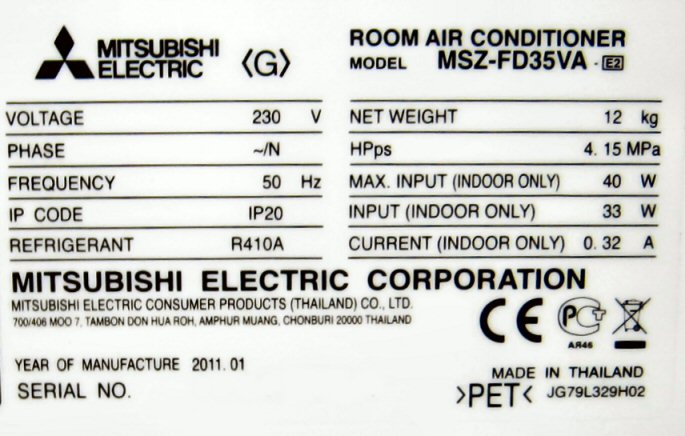 MITSUBISHI
ELECTRIC
〈G〉
ROOM AIR CONDITIONER
MODEL MSZ-FD35VA - E2
VOLTAGE 230 V
PHASE ~/N
FREQUENCY 50 Hz
IP CODE IP20
REFRIGERANT R410A
NET WEIGHT 12 kg
HPps 4. 15 MPa
MAX. INPUT (INDOOR ONLY) 40 W
INPUT (INDOOR ONLY) 33 W
CURRENT (INDOOR ONLY) 0. 32 A
MITSUBISHI ELECTRIC CORPORATION
MITSUBISHI ELECTRIC CONSUMER PRODUCTS (THAILAND) CO., LTD.
700/406 MOO 7, TAMBON DON HUA ROH, AMPHUR MUANG, CHONBURI 20000 THAILAND
CE
PCT
АЯ46
YEAR OF MANUFACTURE 2011. 01
SERIAL NO.
MADE IN THAILAND
>PET< JG79L329H02